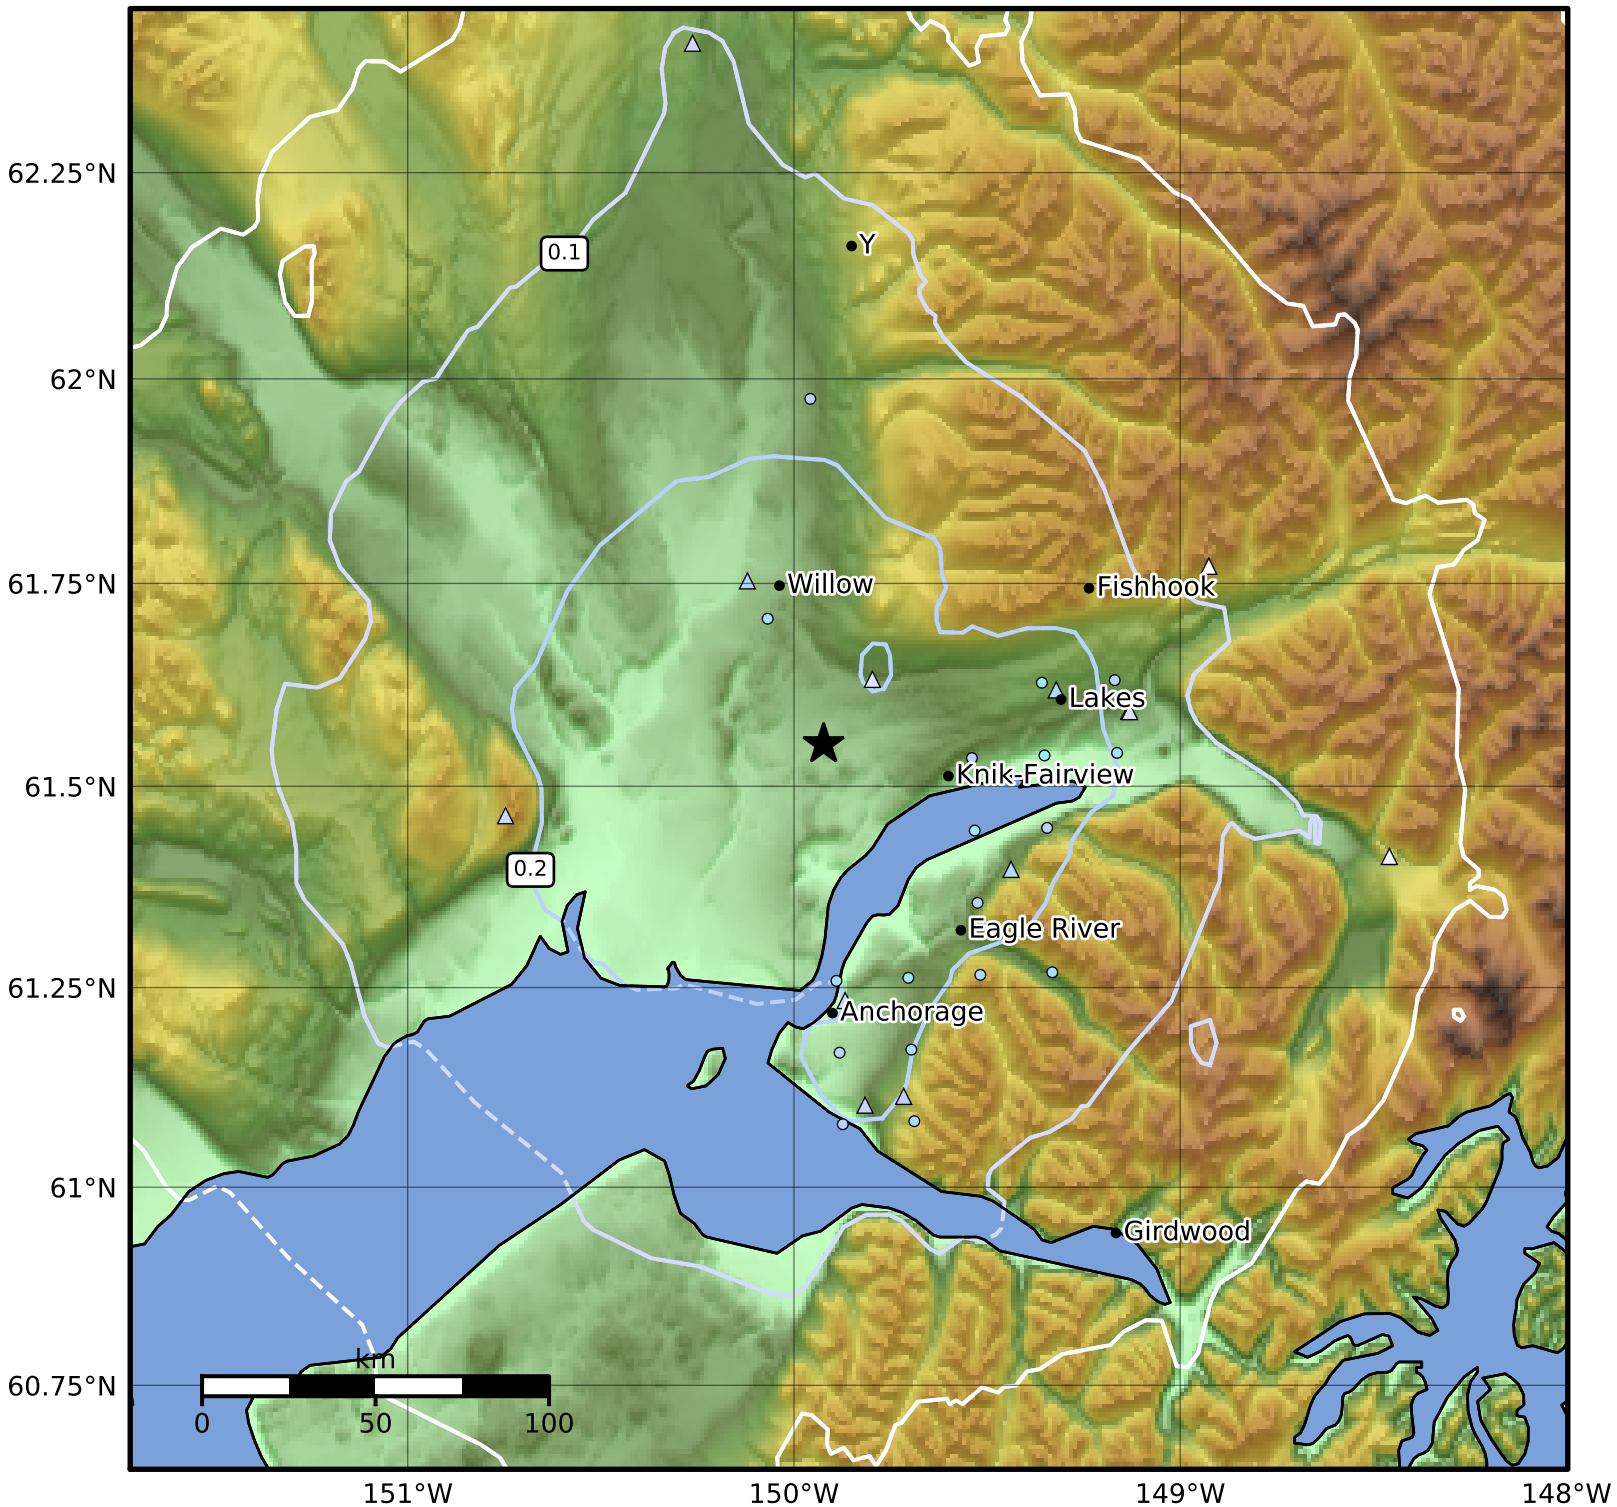 62.25°N
0.1
Y
62°N
61.75°N
Willow
Fishhook
Lakes
61.5°N
Knik-Fairview
0.2
Eagle River
61.25°N
Anchorage
61°N
Girdwood
km
60.75°N
0 50 100
151°W 150°W 149°W 148°W